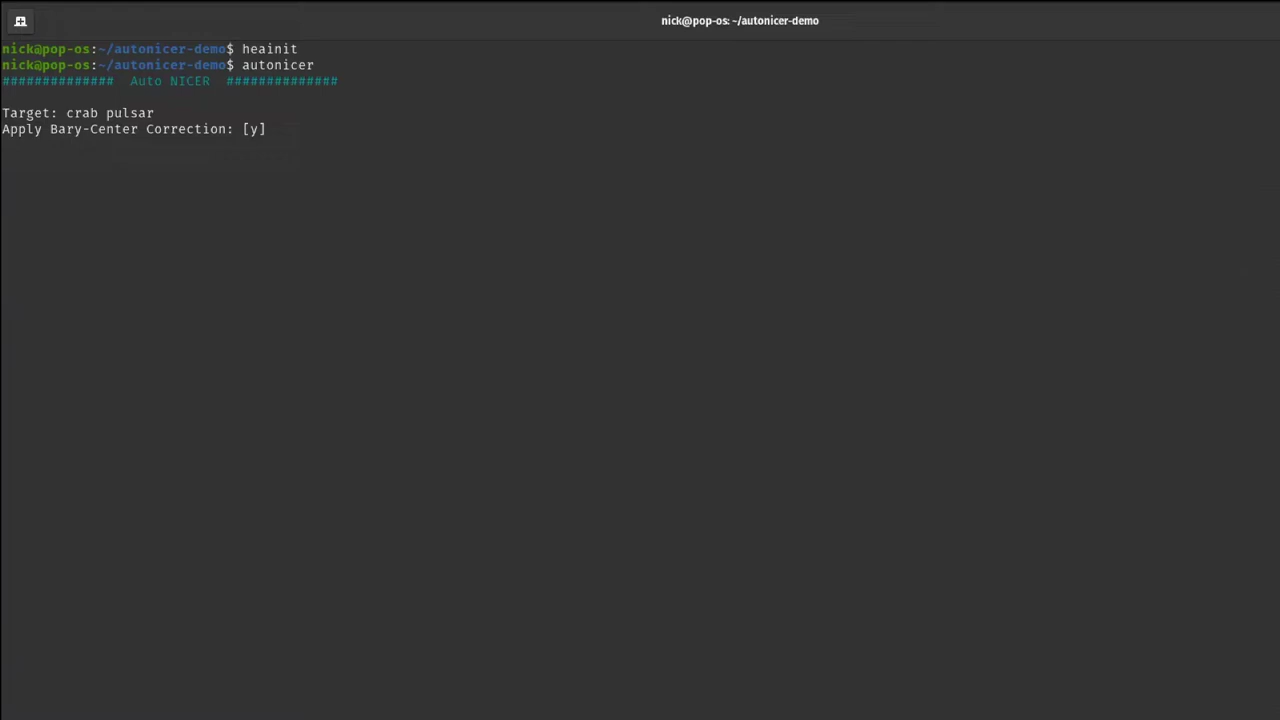 nick@pop-os: ~/autonicer-demo
nick@pop-os:~/autonicer-demo$ heainit
nick@pop-os:~/autonicer-demo$ autonicer
############## Auto NICER ##############
Target: crab pulsar
Apply Bary-Center Correction: [y]